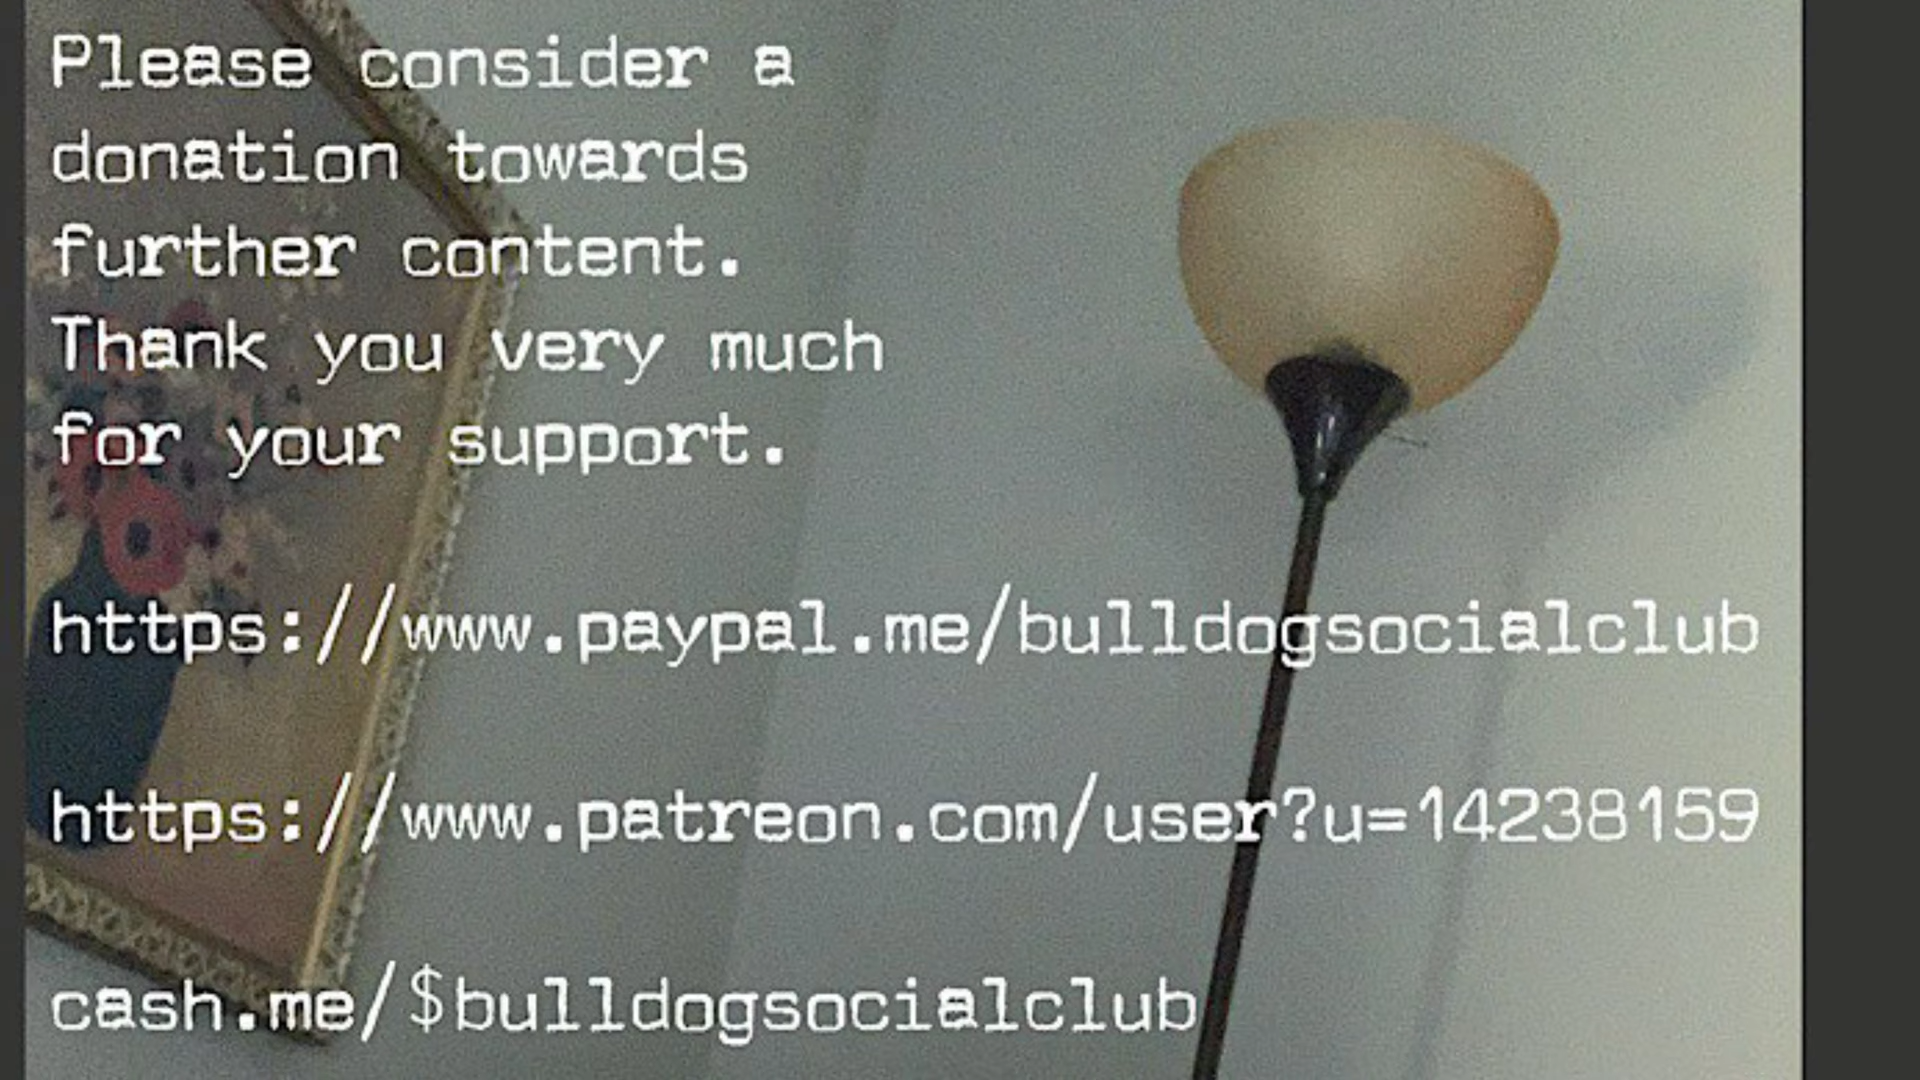 Please consider a
donation towards
further content.
Thank you very much
for your support.
https://www.paypal.me/bulldogsocialclub
https://www.patreon.com/user?u=14238159
cash.me/$bulldogsocialclub